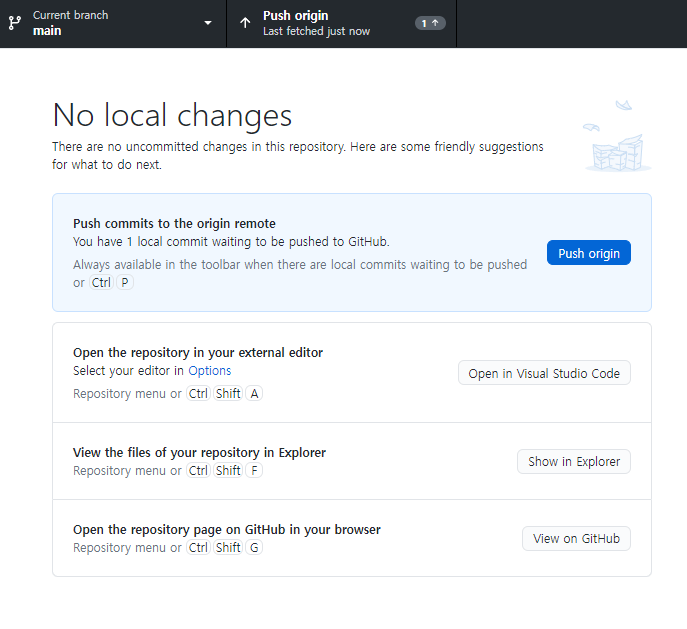 Current branch
main
Push origin
Last fetched just now
1
No local changes
There are no uncommitted changes in this repository. Here are some friendly suggestions
for what to do next.
Push commits to the origin remote
You have 1 local commit waiting to be pushed to GitHub.
Always available in the toolbar when there are local commits waiting to be pushed
or Ctrl P
Push origin
Open the repository in your external editor
Select your editor in Options
Repository menu or Ctrl Shift A
Open in Visual Studio Code
View the files of your repository in Explorer
Repository menu or Ctrl Shift F
Show in Explorer
Open the repository page on GitHub in your browser
Repository menu or Ctrl Shift G
View on GitHub